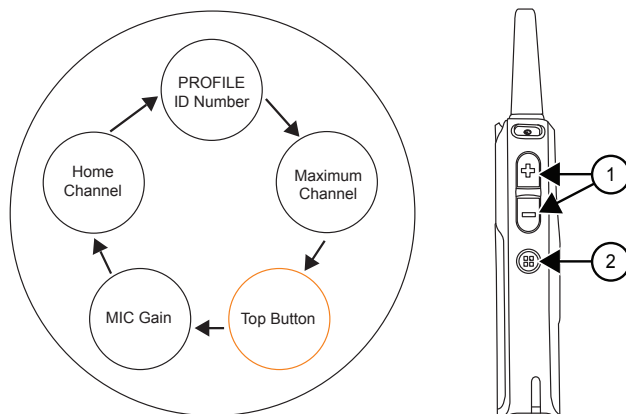 PROFILE
ID Number
Home
Channel
Maximum
Channel
MIC Gain
Top Button
1
2